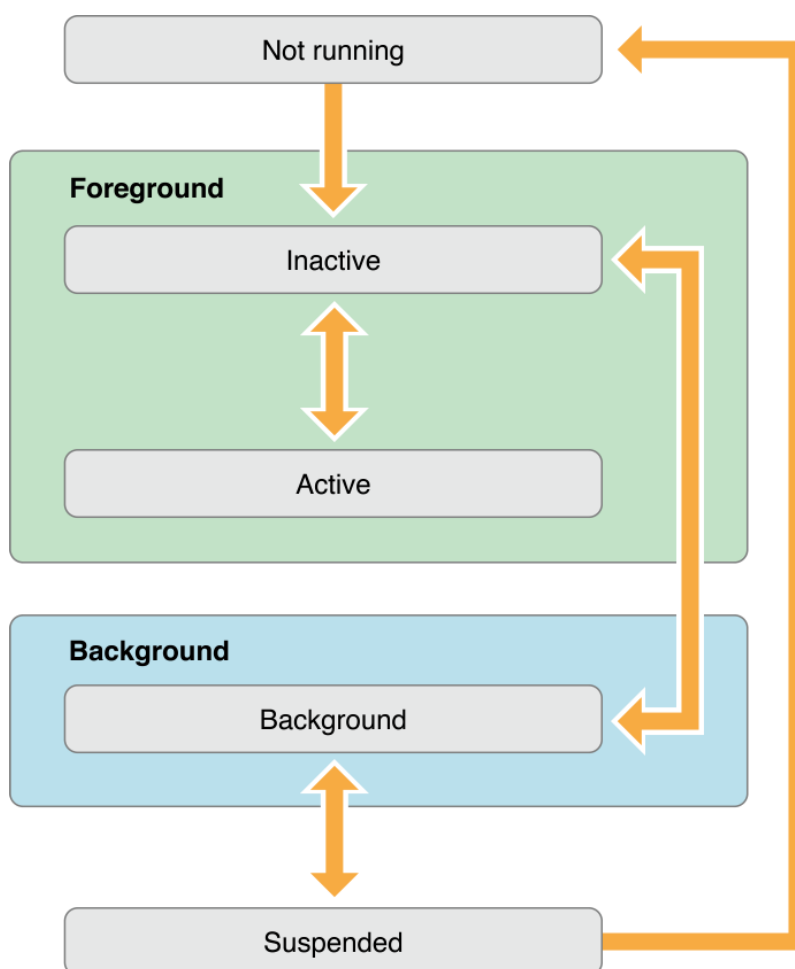 Not running
Foreground
Inactive
Active
Background
Background
Suspended